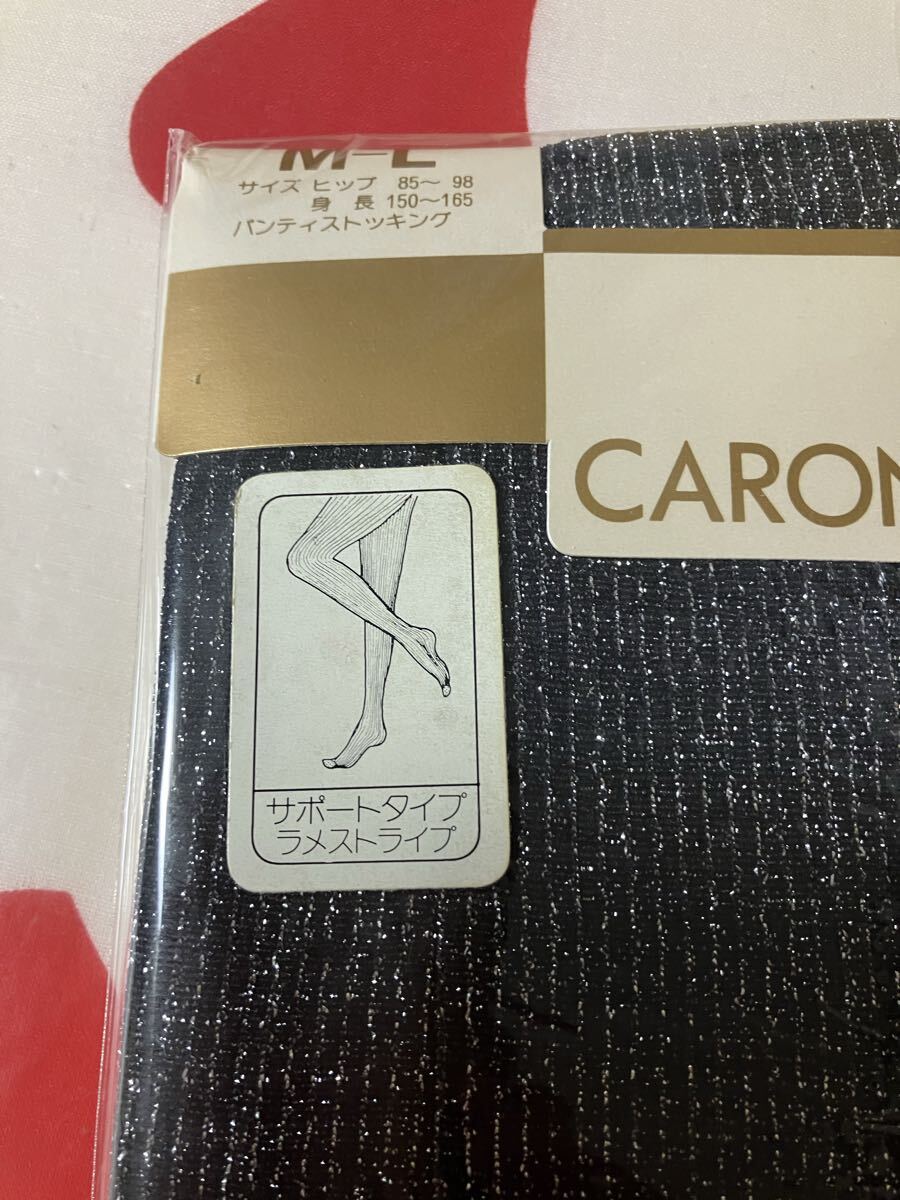 M-L
サイズ ヒップ 85～ 98
身 長 150～165
パンティストッキング
CARON
サポートタイプ
ラメストライプ